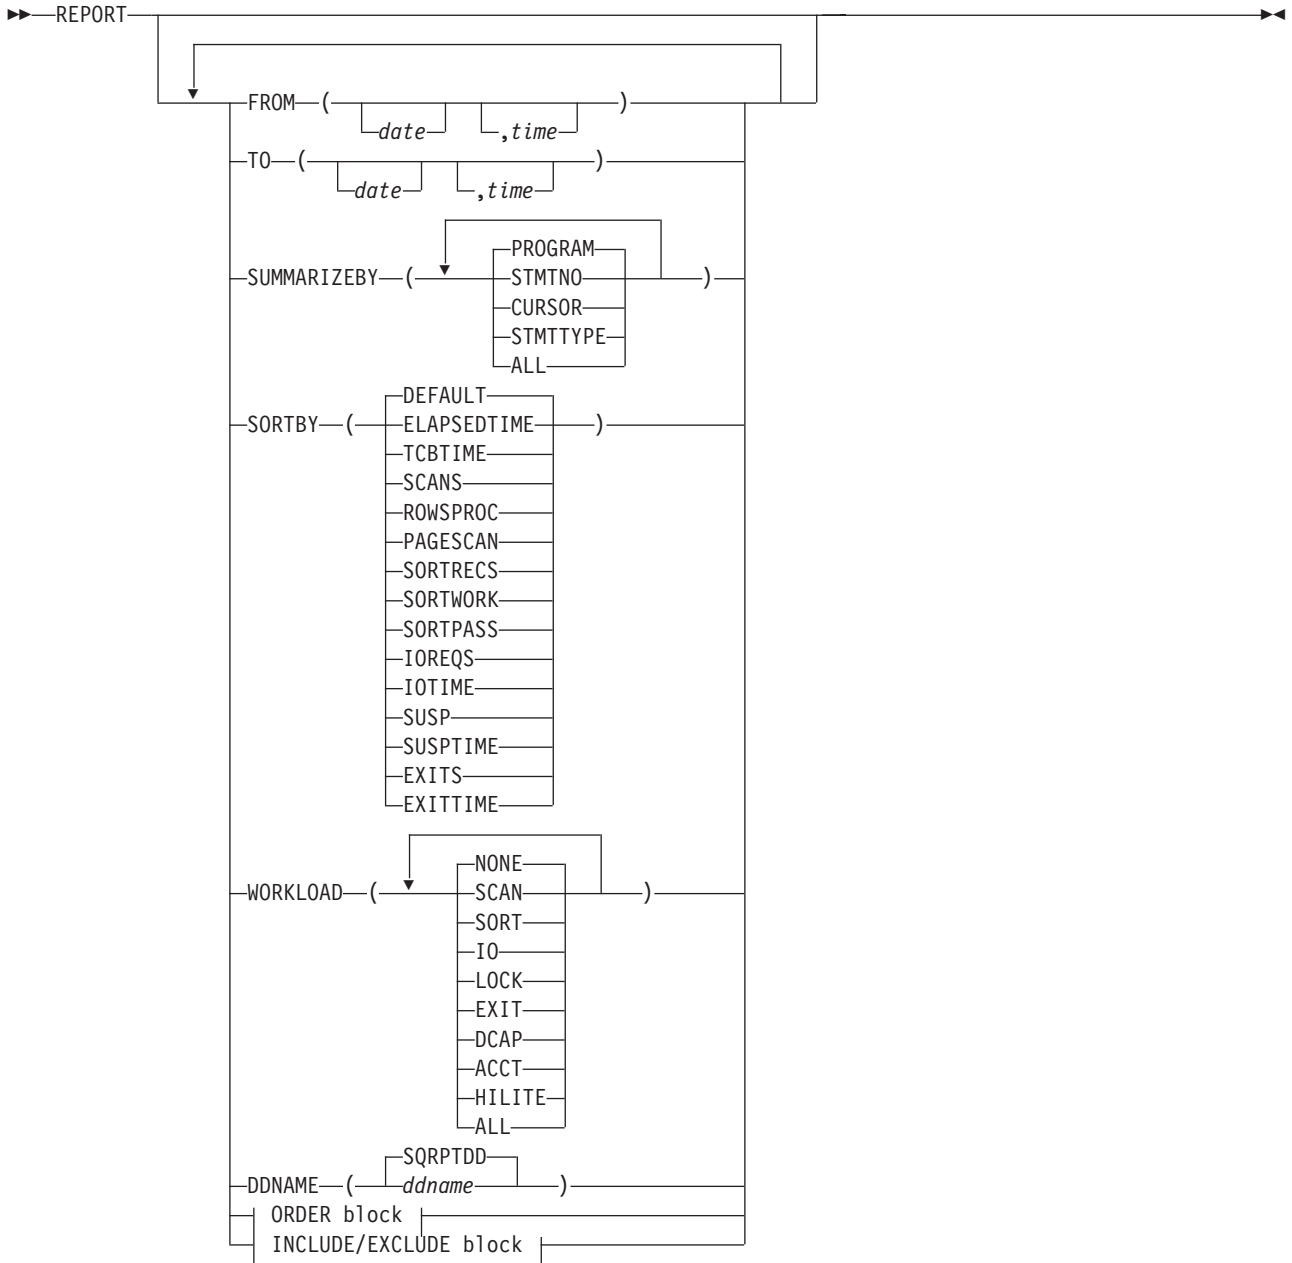 REPORT
FROM ( date ,time )
TO ( date ,time )
SUMMARIZEBY ( PROGRAM
STMTNO )
CURSOR
STMTTYPE
ALL
DEFAULT
SORTBY ( ELAPSEDTIME )
TCBTIME
SCANS
ROWSPROC
PAGESCAN
SORTRECS
SORTWORK
SORTPASS
IOREQS
IOTIME
SUSP
SUSPTIME
EXITS
EXITTIME
NONE
WORKLOAD ( SCAN )
SORT
IO
LOCK
EXIT
DCAP
ACCT
HILITE
ALL
SQRPTDD
DDNAME ( ddname )
ORDER block
INCLUDE/EXCLUDE block